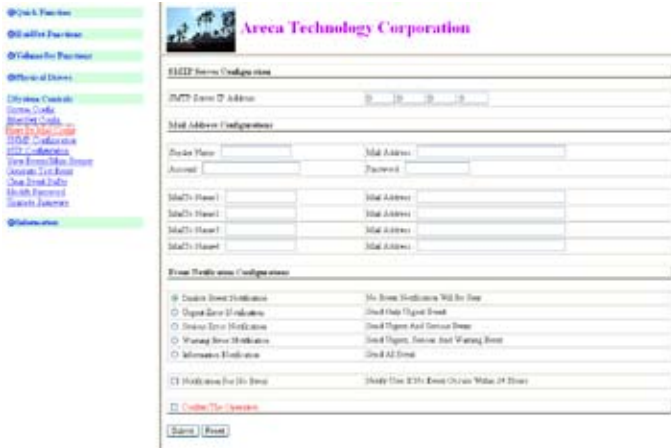 Quick Function
RaidSet Functions
VolumeSet Functions
Physical Drives
System Controls
System Config
EtherNet Config
Alert By Mail Config
SNMP Configuration
NTP Configuration
View Events/Mute Beeper
Generate Test Event
Clear Event Buffer
Modify Password
Upgrade Firmware
Information
Areca Technology Corporation
SMTP Server Configuration
SMTP Server IP Address 0 0 0 0
Mail Address Configurations
Sender Name Mail Address
Account Password
MailTo Name1 Mail Address
MailTo Name2 Mail Address
MailTo Name3 Mail Address
MailTo Name4 Mail Address
Event Notification Configurations
Disable Event Notification No Event Notification Will Be Sent
Urgent Error Notification Send Only Urgent Event
Serious Error Notification Send Urgent And Serious Event
Warning Error Notification Send Urgent, Serious And Warning Event
Information Notification Send All Event
Notification For No Event Notify User If No Event Occurs Within 24 Hours
Confirm The Operation
Submit Reset